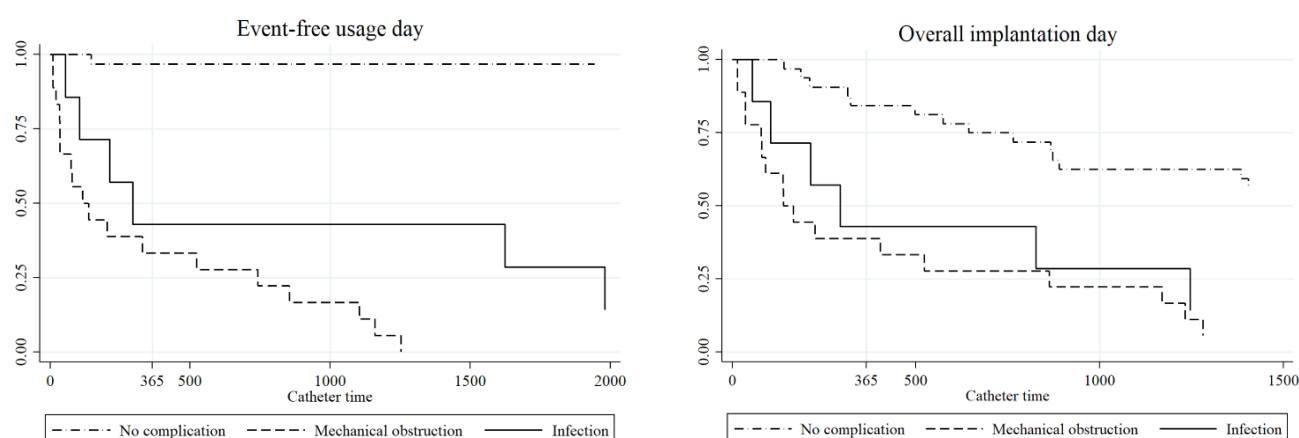 Event-free usage day
1.00
0.75
0.50
0.25
0.00
0 365 500 1000 1500 2000
Catheter time
No complication Mechanical obstruction Infection
Overall implantation day
1.00
0.75
0.50
0.25
0.00
0 365 500 1000 1500
Catheter time
No complication Mechanical obstruction Infection